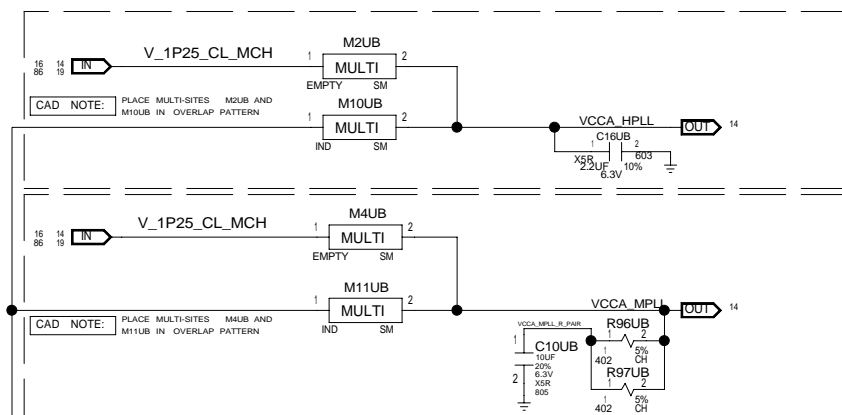 V_1P25_CL_MCH
M2UB
16 14
86 19
IN
1 MULTI 2
EMPTY SM
CAD NOTE: PLACE MULTI-SITES M2UB AND
M10UB IN OVERLAP PATTERN
M10UB
1 MULTI 2
IND SM
VCCA_HPLL
OUT 14
C16UB
1 2
X5R 603
2.2UF 10%
6.3V
V_1P25_CL_MCH
M4UB
16 14
86 19
IN
1 MULTI 2
EMPTY SM
M11UB
1 MULTI 2
IND SM
CAD NOTE: PLACE MULTI-SITES M4UB AND
M11UB IN OVERLAP PATTERN
VCCA_MPLL
OUT 14
VCCA_MPLL_R_PAIR
1
C10UB
10UF
20%
6.3V
X5R
805
2
R96UB
1 2
1 5%
402 CH
R97UB
1 2
1 5%
402 CH